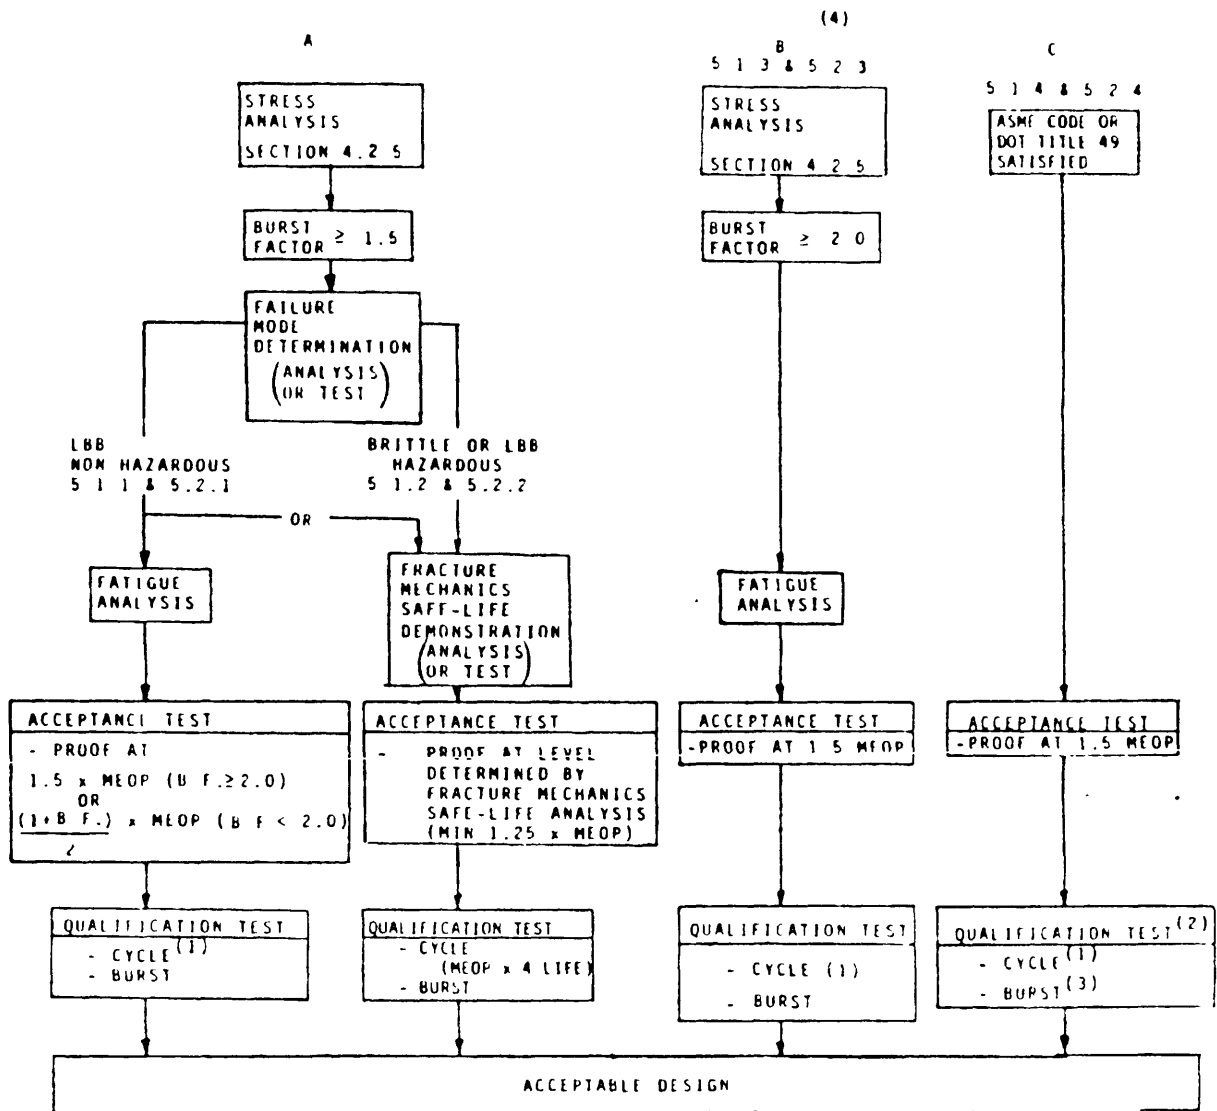 (4)
A
B
C
5 1 3 & 5 2 3
5 1 4 & 5 2 4
STRESS
ANALYSIS
SECTION 4.2 5
STRESS
ANALYSIS
SECTION 4 2 5
ASME CODE OR
DOT TITLE 49
SATISFIED
BURST
FACTOR ≥ 1.5
BURST
FACTOR ≥ 2 0
FAILURE
MODE
DETERMINATION
(ANALYSIS
OR TEST)
LBB
NON HAZARDOUS
5 1 1 & 5.2.1
BRITTLE OR LBB
HAZARDOUS
5 1.2 & 5.2.2
OR
FATIGUE
ANALYSIS
FRACTURE
MECHANICS
SAFE-LIFE
DEMONSTRATION
(ANALYSIS
OR TEST)
FATIGUE
ANALYSIS
ACCEPTANCE TEST
- PROOF AT
1.5 x MEOP (B F.≥2.0)
OR
(1+B F.) x MEOP (B F < 2.0)
2
ACCEPTANCE TEST
- PROOF AT LEVEL
DETERMINED BY
FRACTURE MECHANICS
SAFE-LIFE ANALYSIS
(MIN 1.25 x MEOP)
ACCEPTANCE TEST
-PROOF AT 1 5 MEOP
ACCEPTANCE TEST
-PROOF AT 1.5 MEOP
QUALIFICATION TEST
- CYCLE(1)
- BURST
QUALIFICATION TEST
- CYCLE
(MEOP x 4 LIFE)
- BURST
QUALIFICATION TEST
- CYCLE (1)
- BURST
QUALIFICATION TEST(2)
- CYCLE(1)
- BURST(3)
ACCEPTABLE DESIGN